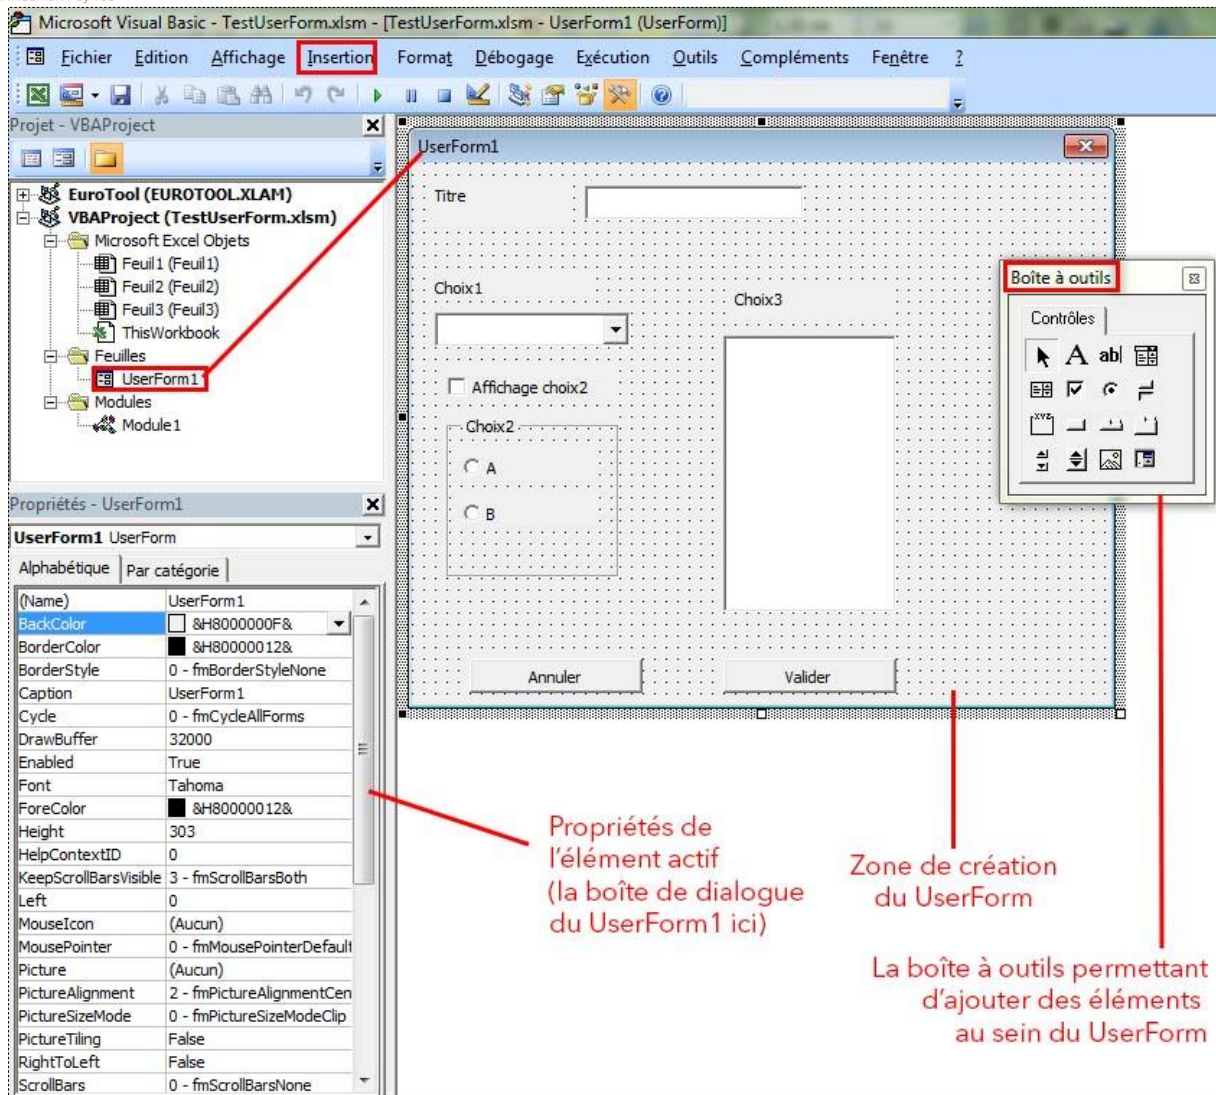 Microsoft Visual Basic - TestUserForm.xlsm - [TestUserForm.xlsm - UserForm1 (UserForm)]
Fichier Edition Affichage Insertion Format Débogage Exécution Outils Compléments Fenêtre ?
Projet - VBAProject
EuroTool (EUROTOOL.XLAM)
VBAProject (TestUserForm.xlsm)
Microsoft Excel Objets
Feuil1 (Feuil1)
Feuil2 (Feuil2)
Feuil3 (Feuil3)
ThisWorkbook
Feuilles
UserForm1
Modules
Module1
Propriétés - UserForm1
UserForm1 UserForm
Alphabétique Par catégorie
(Name) UserForm1
BackColor &H8000000F&
BorderColor &H80000012&
BorderStyle 0 - fmBorderStyleNone
Caption UserForm1
Cycle 0 - fmCycleAllForms
DrawBuffer 32000
Enabled True
Font Tahoma
ForeColor &H80000012&
Height 303
HelpContextID 0
KeepScrollBarsVisible 3 - fmScrollBarsBoth
Left 0
MouseIcon (Aucun)
MousePointer 0 - fmMousePointerDefault
Picture (Aucun)
PictureAlignment 2 - fmPictureAlignmentCen
PictureSizeMode 0 - fmPictureSizeModeClip
PictureTiling False
RightToLeft False
ScrollBars 0 - fmScrollBarsNone
UserForm1
Titre
Choix1
Choix3
Affichage choix2
Choix2
A
B
Annuler Valider
Boîte à outils
Contrôles
A ab
xyz
Propriétés de
l'élément actif
(la boîte de dialogue
du UserForm1 ici)
Zone de création
du UserForm
La boîte à outils permettant
d'ajouter des éléments
au sein du UserForm